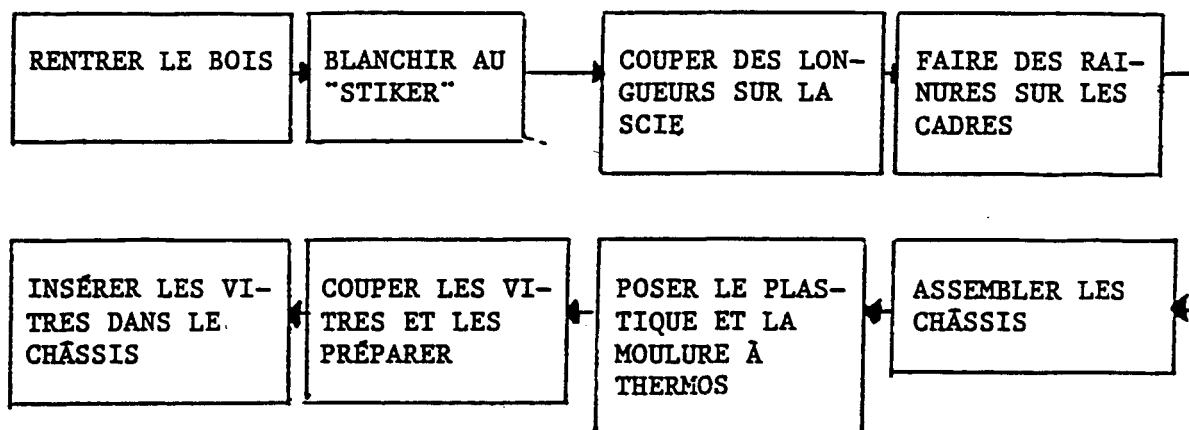 RENTRER LE BOIS
BLANCHIR AU
"STIKER"
COUPER DES LON-
GUEURS SUR LA
SCIE
FAIRE DES RAI-
NURES SUR LES
CADRES
INSÉRER LES VI-
TRES DANS LE
CHÂSSIS
COUPER LES VI-
TRES ET LES
PRÉPARER
POSER LE PLAS-
TIQUE ET LA
MOULURE À
THERMOS
ASSEMBLER LES
CHÂSSIS